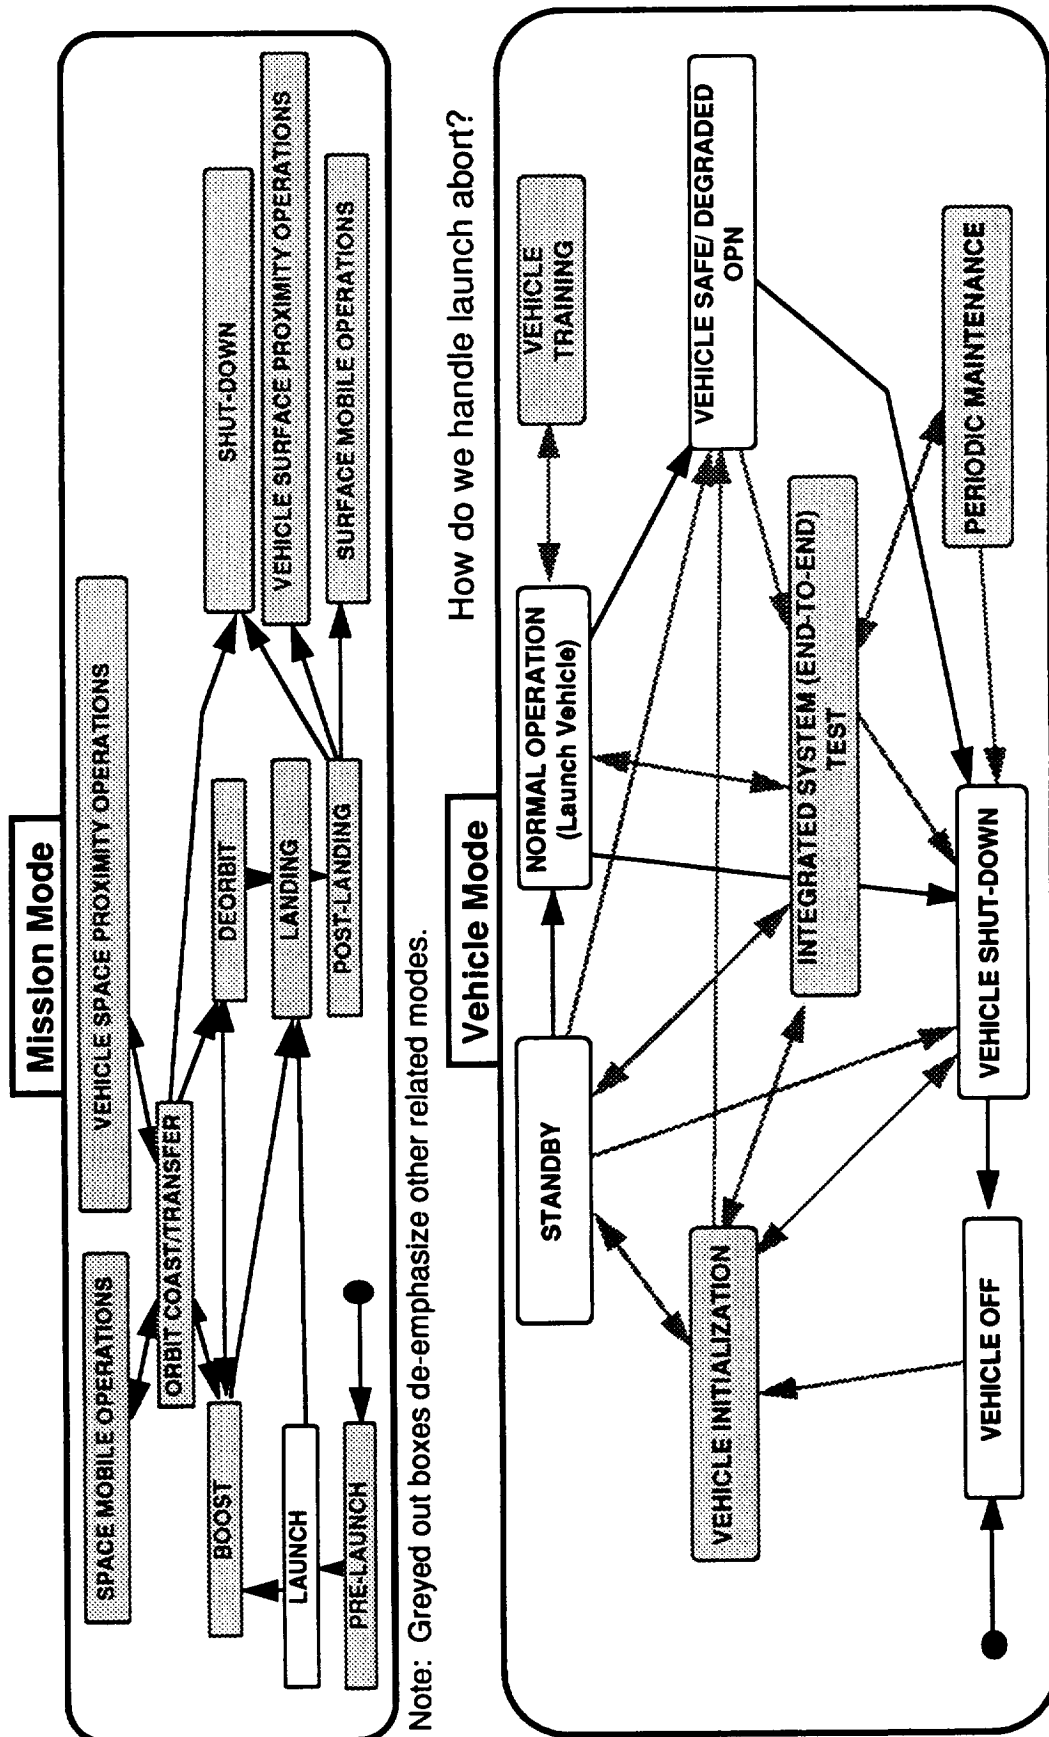 Mission Mode
SPACE MOBILE OPERATIONS
VEHICLE SPACE PROXIMITY OPERATIONS
ORBIT COAST/TRANSFER
BOOST
DEORBIT
SHUT-DOWN
LAUNCH
LANDING
VEHICLE SURFACE PROXIMITY OPERATIONS
PRE-LAUNCH
POST-LANDING
SURFACE MOBILE OPERATIONS
Note: Greyed out boxes de-emphasize other related modes.
How do we handle launch abort?
Vehicle Mode
STANDBY
NORMAL OPERATION
(Launch Vehicle)
VEHICLE
TRAINING
VEHICLE INITIALIZATION
VEHICLE SAFE/ DEGRADED
OPN
INTEGRATED SYSTEM (END-TO-END)
TEST
VEHICLE OFF
VEHICLE SHUT-DOWN
PERIODIC MAINTENANCE